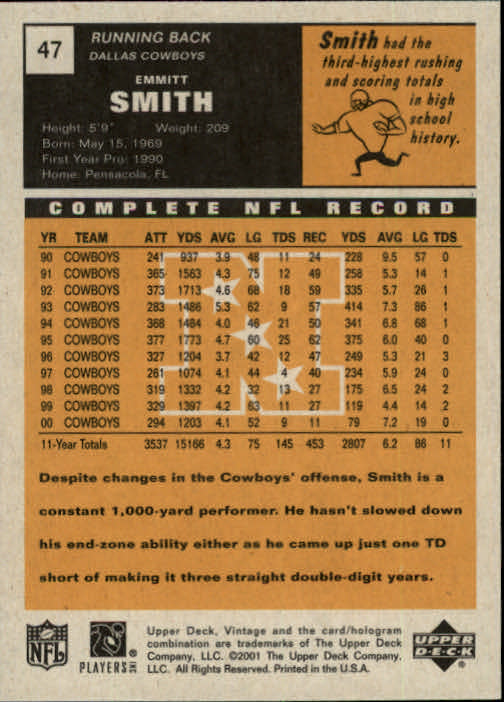 47
RUNNING BACK
DALLAS COWBOYS
EMMITT
SMITH
Height: 5'9" Weight: 209
Born: May 15, 1969
First Year Pro: 1990
Home: Pensacola, FL
Smith had the
third-highest rushing
and scoring totals
in high
school
history.
COMPLETE NFL RECORD
YR TEAM ATT YDS AVG LG TDS REC YDS AVG LG TDS
90 COWBOYS 241 937 3.9 48 11 24 228 9.5 57 0
91 COWBOYS 365 1563 4.3 75 12 49 258 5.3 14 1
92 COWBOYS 373 1713 4.6 68 18 59 335 5.7 26 1
93 COWBOYS 283 1486 5.3 62 9 57 414 7.3 86 1
94 COWBOYS 368 1484 4.0 46 21 50 341 6.8 68 1
95 COWBOYS 377 1773 4.7 60 25 62 375 6.0 40 0
96 COWBOYS 327 1204 3.7 42 12 47 249 5.3 21 3
97 COWBOYS 261 1074 4.1 44 4 40 234 5.9 24 0
98 COWBOYS 319 1332 4.2 32 13 27 175 6.5 24 2
99 COWBOYS 329 1397 4.2 63 11 27 119 4.4 14 2
00 COWBOYS 294 1203 4.1 52 9 11 79 7.2 19 0
11-Year Totals 3537 15166 4.3 75 145 453 2807 6.2 86 11
Despite changes in the Cowboys' offense, Smith is a
constant 1,000-yard performer. He hasn't slowed down
his end-zone ability either as he came up just one TD
short of making it three straight double-digit years.
NFL
PLAYERS INC
Upper Deck, Vintage and the card/hologram
combination are trademarks of The Upper Deck
Company, LLC. ©2001 The Upper Deck Company,
LLC. All Rights Reserved. Printed in the U.S.A.
UPPER
DECK